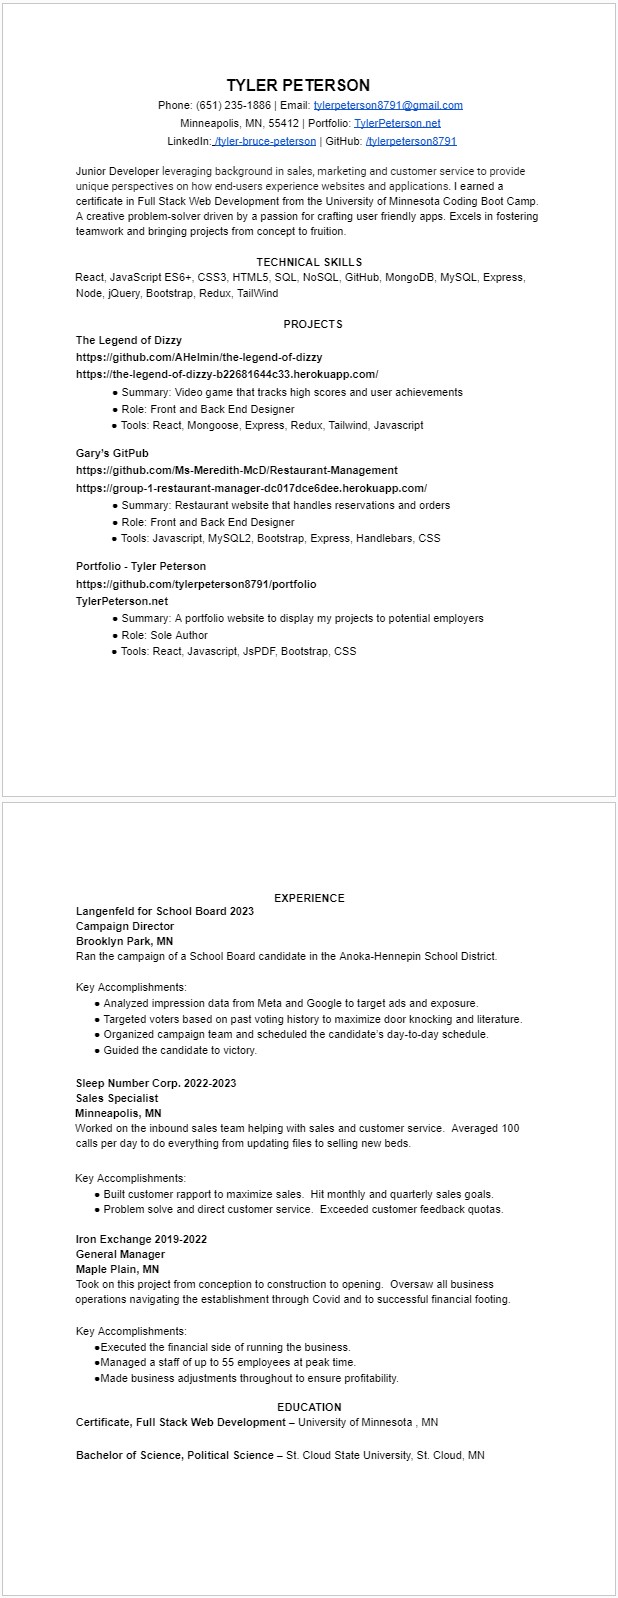 TYLER PETERSON
Phone: (651) 235-1886 | Email: tylerpeterson8791@gmail.com
Minneapolis, MN, 55412 | Portfolio: TylerPeterson.net
LinkedIn: /tyler-bruce-peterson | GitHub: /tylerpeterson8791
Junior Developer leveraging background in sales, marketing and customer service to provide
unique perspectives on how end-users experience websites and applications. I earned a
certificate in Full Stack Web Development from the University of Minnesota Coding Boot Camp.
A creative problem-solver driven by a passion for crafting user friendly apps. Excels in fostering
teamwork and bringing projects from concept to fruition.
TECHNICAL SKILLS
React, JavaScript ES6+, CSS3, HTML5, SQL, NoSQL, GitHub, MongoDB, MySQL, Express,
Node, jQuery, Bootstrap, Redux, TailWind
PROJECTS
The Legend of Dizzy
https://github.com/AHelmin/the-legend-of-dizzy
https://the-legend-of-dizzy-b22681644c33.herokuapp.com/
● Summary: Video game that tracks high scores and user achievements
● Role: Front and Back End Designer
● Tools: React, Mongoose, Express, Redux, Tailwind, Javascript
Gary's GitPub
https://github.com/Ms-Meredith-McD/Restaurant-Management
https://group-1-restaurant-manager-dc017dce6dee.herokuapp.com/
● Summary: Restaurant website that handles reservations and orders
● Role: Front and Back End Designer
● Tools: Javascript, MySQL2, Bootstrap, Express, Handlebars, CSS
Portfolio - Tyler Peterson
https://github.com/tylerpeterson8791/portfolio
TylerPeterson.net
● Summary: A portfolio website to display my projects to potential employers
● Role: Sole Author
● Tools: React, Javascript, JsPDF, Bootstrap, CSS
EXPERIENCE
Langenfeld for School Board 2023
Campaign Director
Brooklyn Park, MN
Ran the campaign of a School Board candidate in the Anoka-Hennepin School District.
Key Accomplishments:
● Analyzed impression data from Meta and Google to target ads and exposure.
● Targeted voters based on past voting history to maximize door knocking and literature.
● Organized campaign team and scheduled the candidate's day-to-day schedule.
● Guided the candidate to victory.
Sleep Number Corp. 2022-2023
Sales Specialist
Minneapolis, MN
Worked on the inbound sales team helping with sales and customer service.  Averaged 100
calls per day to do everything from updating files to selling new beds.
Key Accomplishments:
● Built customer rapport to maximize sales.  Hit monthly and quarterly sales goals.
● Problem solve and direct customer service.  Exceeded customer feedback quotas.
Iron Exchange 2019-2022
General Manager
Maple Plain, MN
Took on this project from conception to construction to opening.  Oversaw all business
operations navigating the establishment through Covid and to successful financial footing.
Key Accomplishments:
●Executed the financial side of running the business.
●Managed a staff of up to 55 employees at peak time.
●Made business adjustments throughout to ensure profitability.
EDUCATION
Certificate, Full Stack Web Development – University of Minnesota , MN
Bachelor of Science, Political Science – St. Cloud State University, St. Cloud, MN